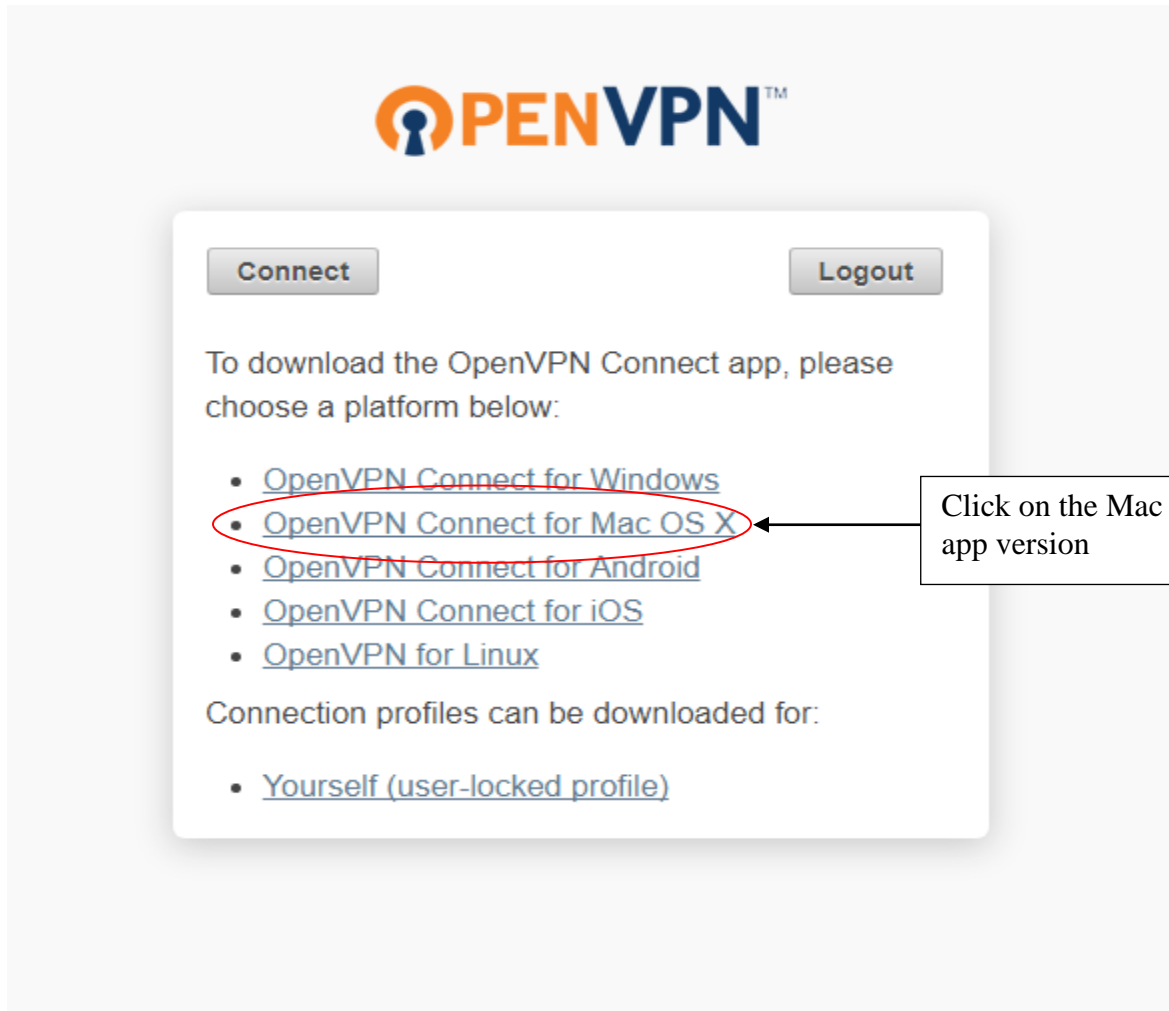 OPENVPN™
Connect
Logout
To download the OpenVPN Connect app, please
choose a platform below:
• OpenVPN Connect for Windows
• OpenVPN Connect for Mac OS X
• OpenVPN Connect for Android
• OpenVPN Connect for iOS
• OpenVPN for Linux
Click on the Mac
app version
Connection profiles can be downloaded for:
• Yourself (user-locked profile)